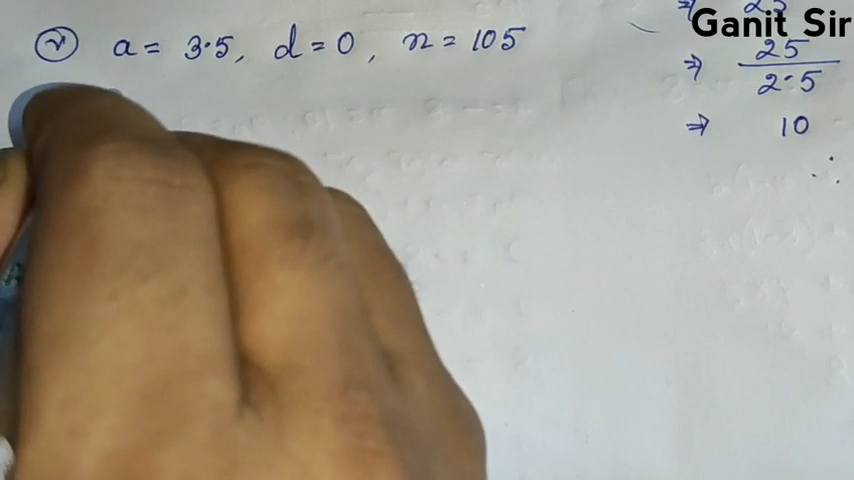 (v) a = 3.5, d = 0, n = 105
Ganit Sir
⇒ 25
2.5
⇒ 10
∴